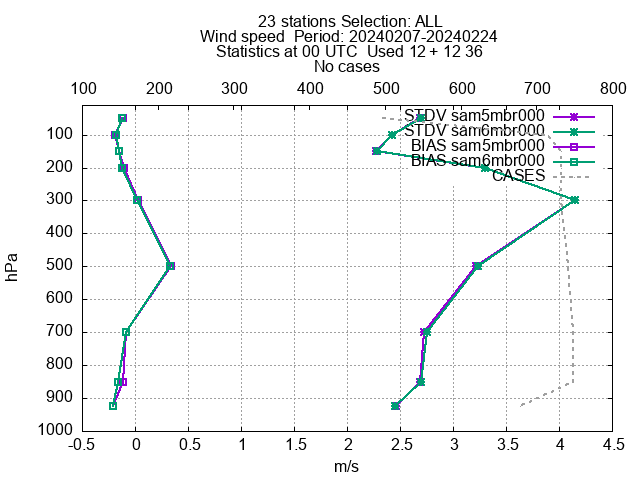 23 stations Selection: ALL
Wind speed  Period: 20240207-20240224
Statistics at 00 UTC  Used 12 + 12 36
No cases
100 200 300 400 500 600 700 800
STDV sam5mbr000
STDV sam6mbr000
BIAS sam5mbr000
BIAS sam6mbr000
CASES
hPa
100
200
300
400
500
600
700
800
900
1000
-0.5 0 0.5 1 1.5 2 2.5 3 3.5 4 4.5
m/s